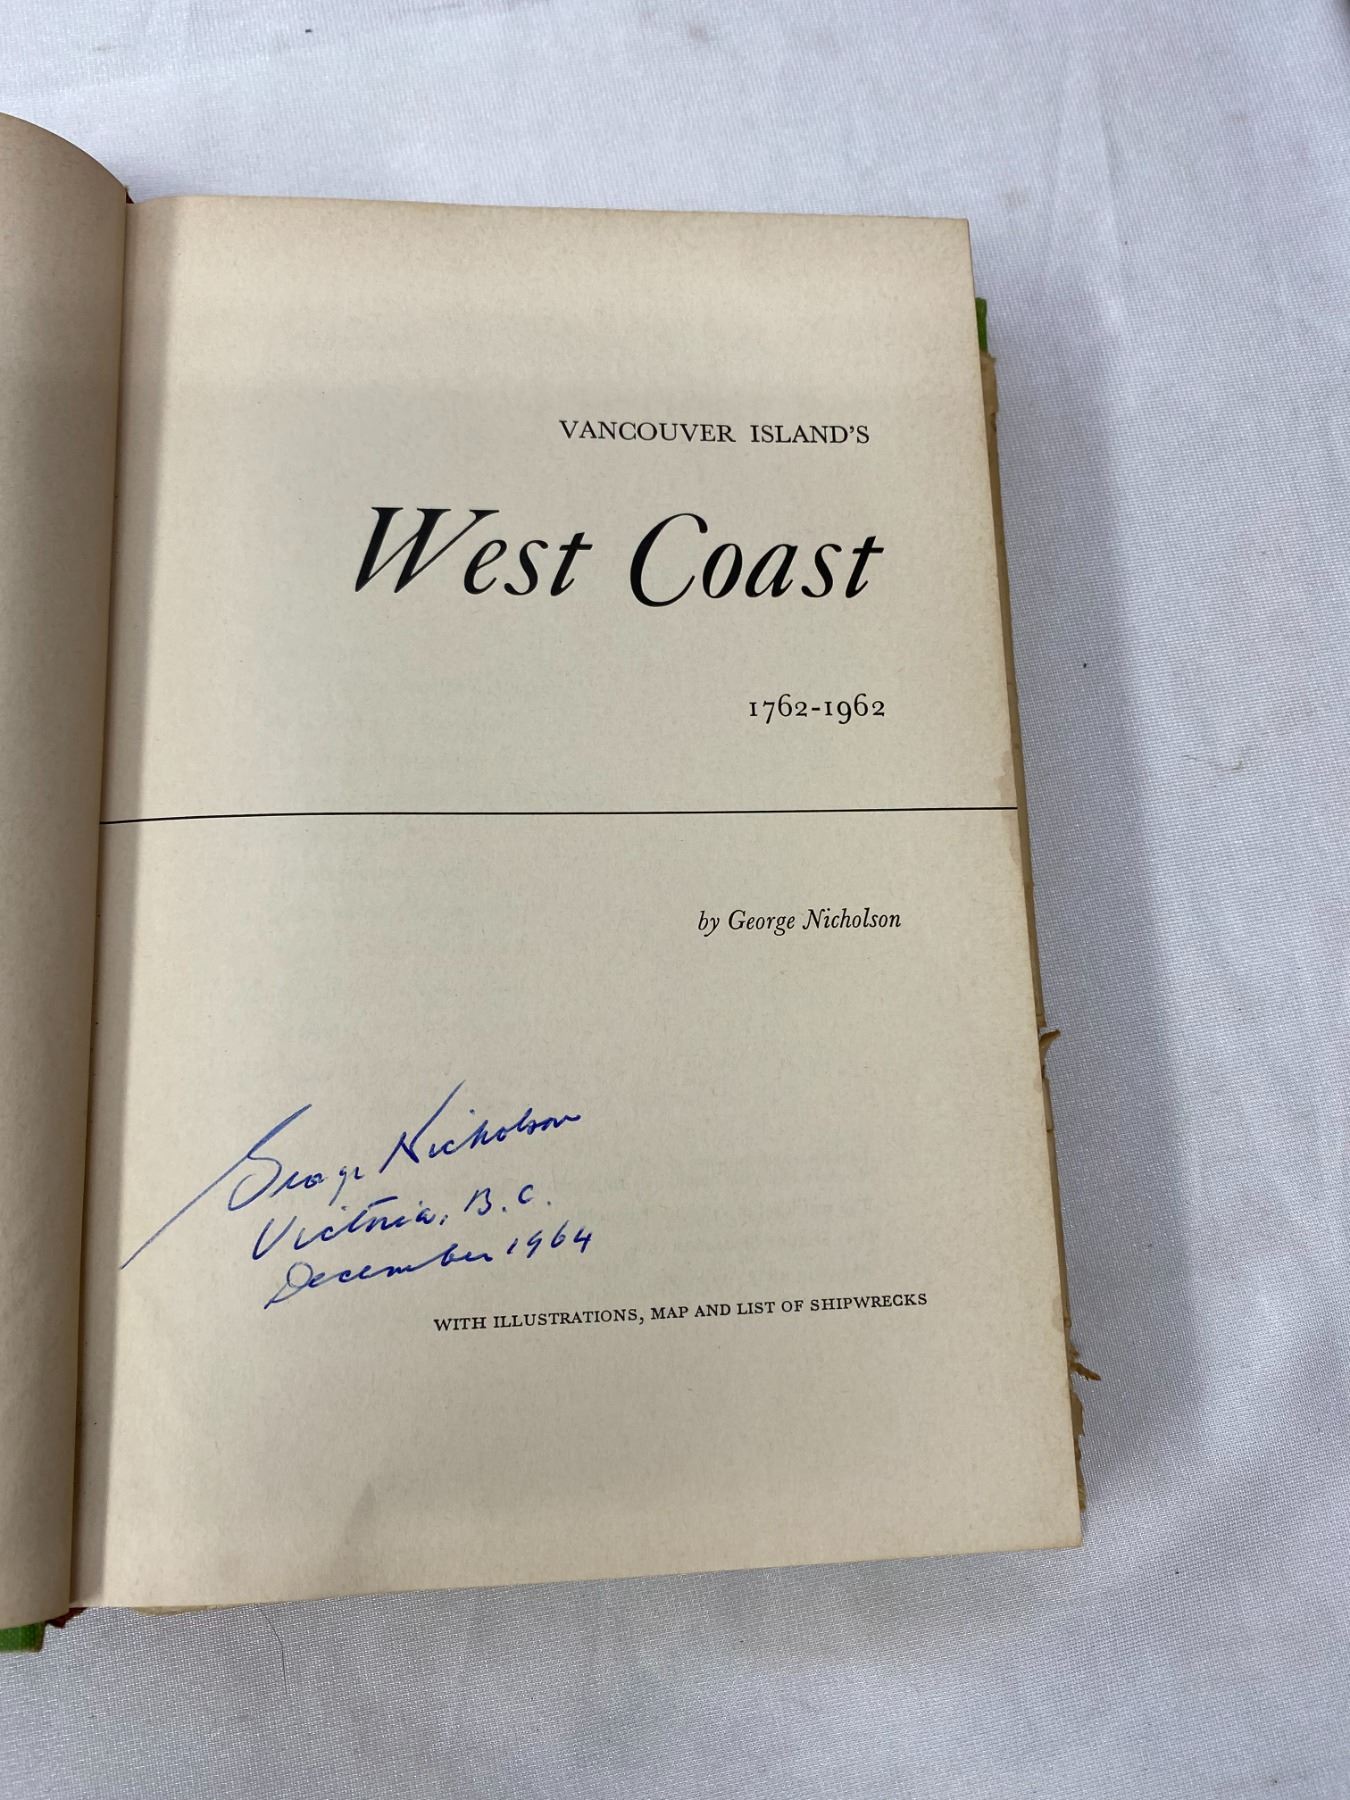 VANCOUVER ISLAND'S
West Coast
1762-1962
by George Nicholson
George Nicholson
Victoria, B.C.
December 1964
WITH ILLUSTRATIONS, MAP AND LIST OF SHIPWRECKS